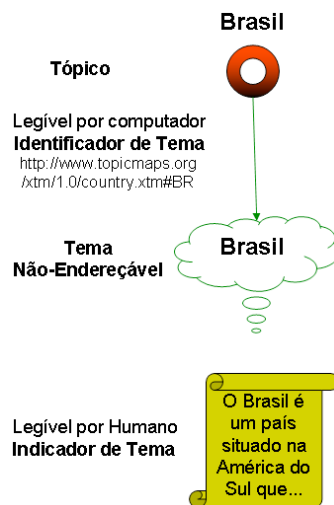 Brasil
Tópico
Legível por computador
Identificador de Tema
http://www.topicmaps.org
/xtm/1.0/country.xtm#BR
Tema
Não-Endereçável
Brasil
Legível por Humano
Indicador de Tema
O Brasil é
um país
situado na
América do
Sul que...